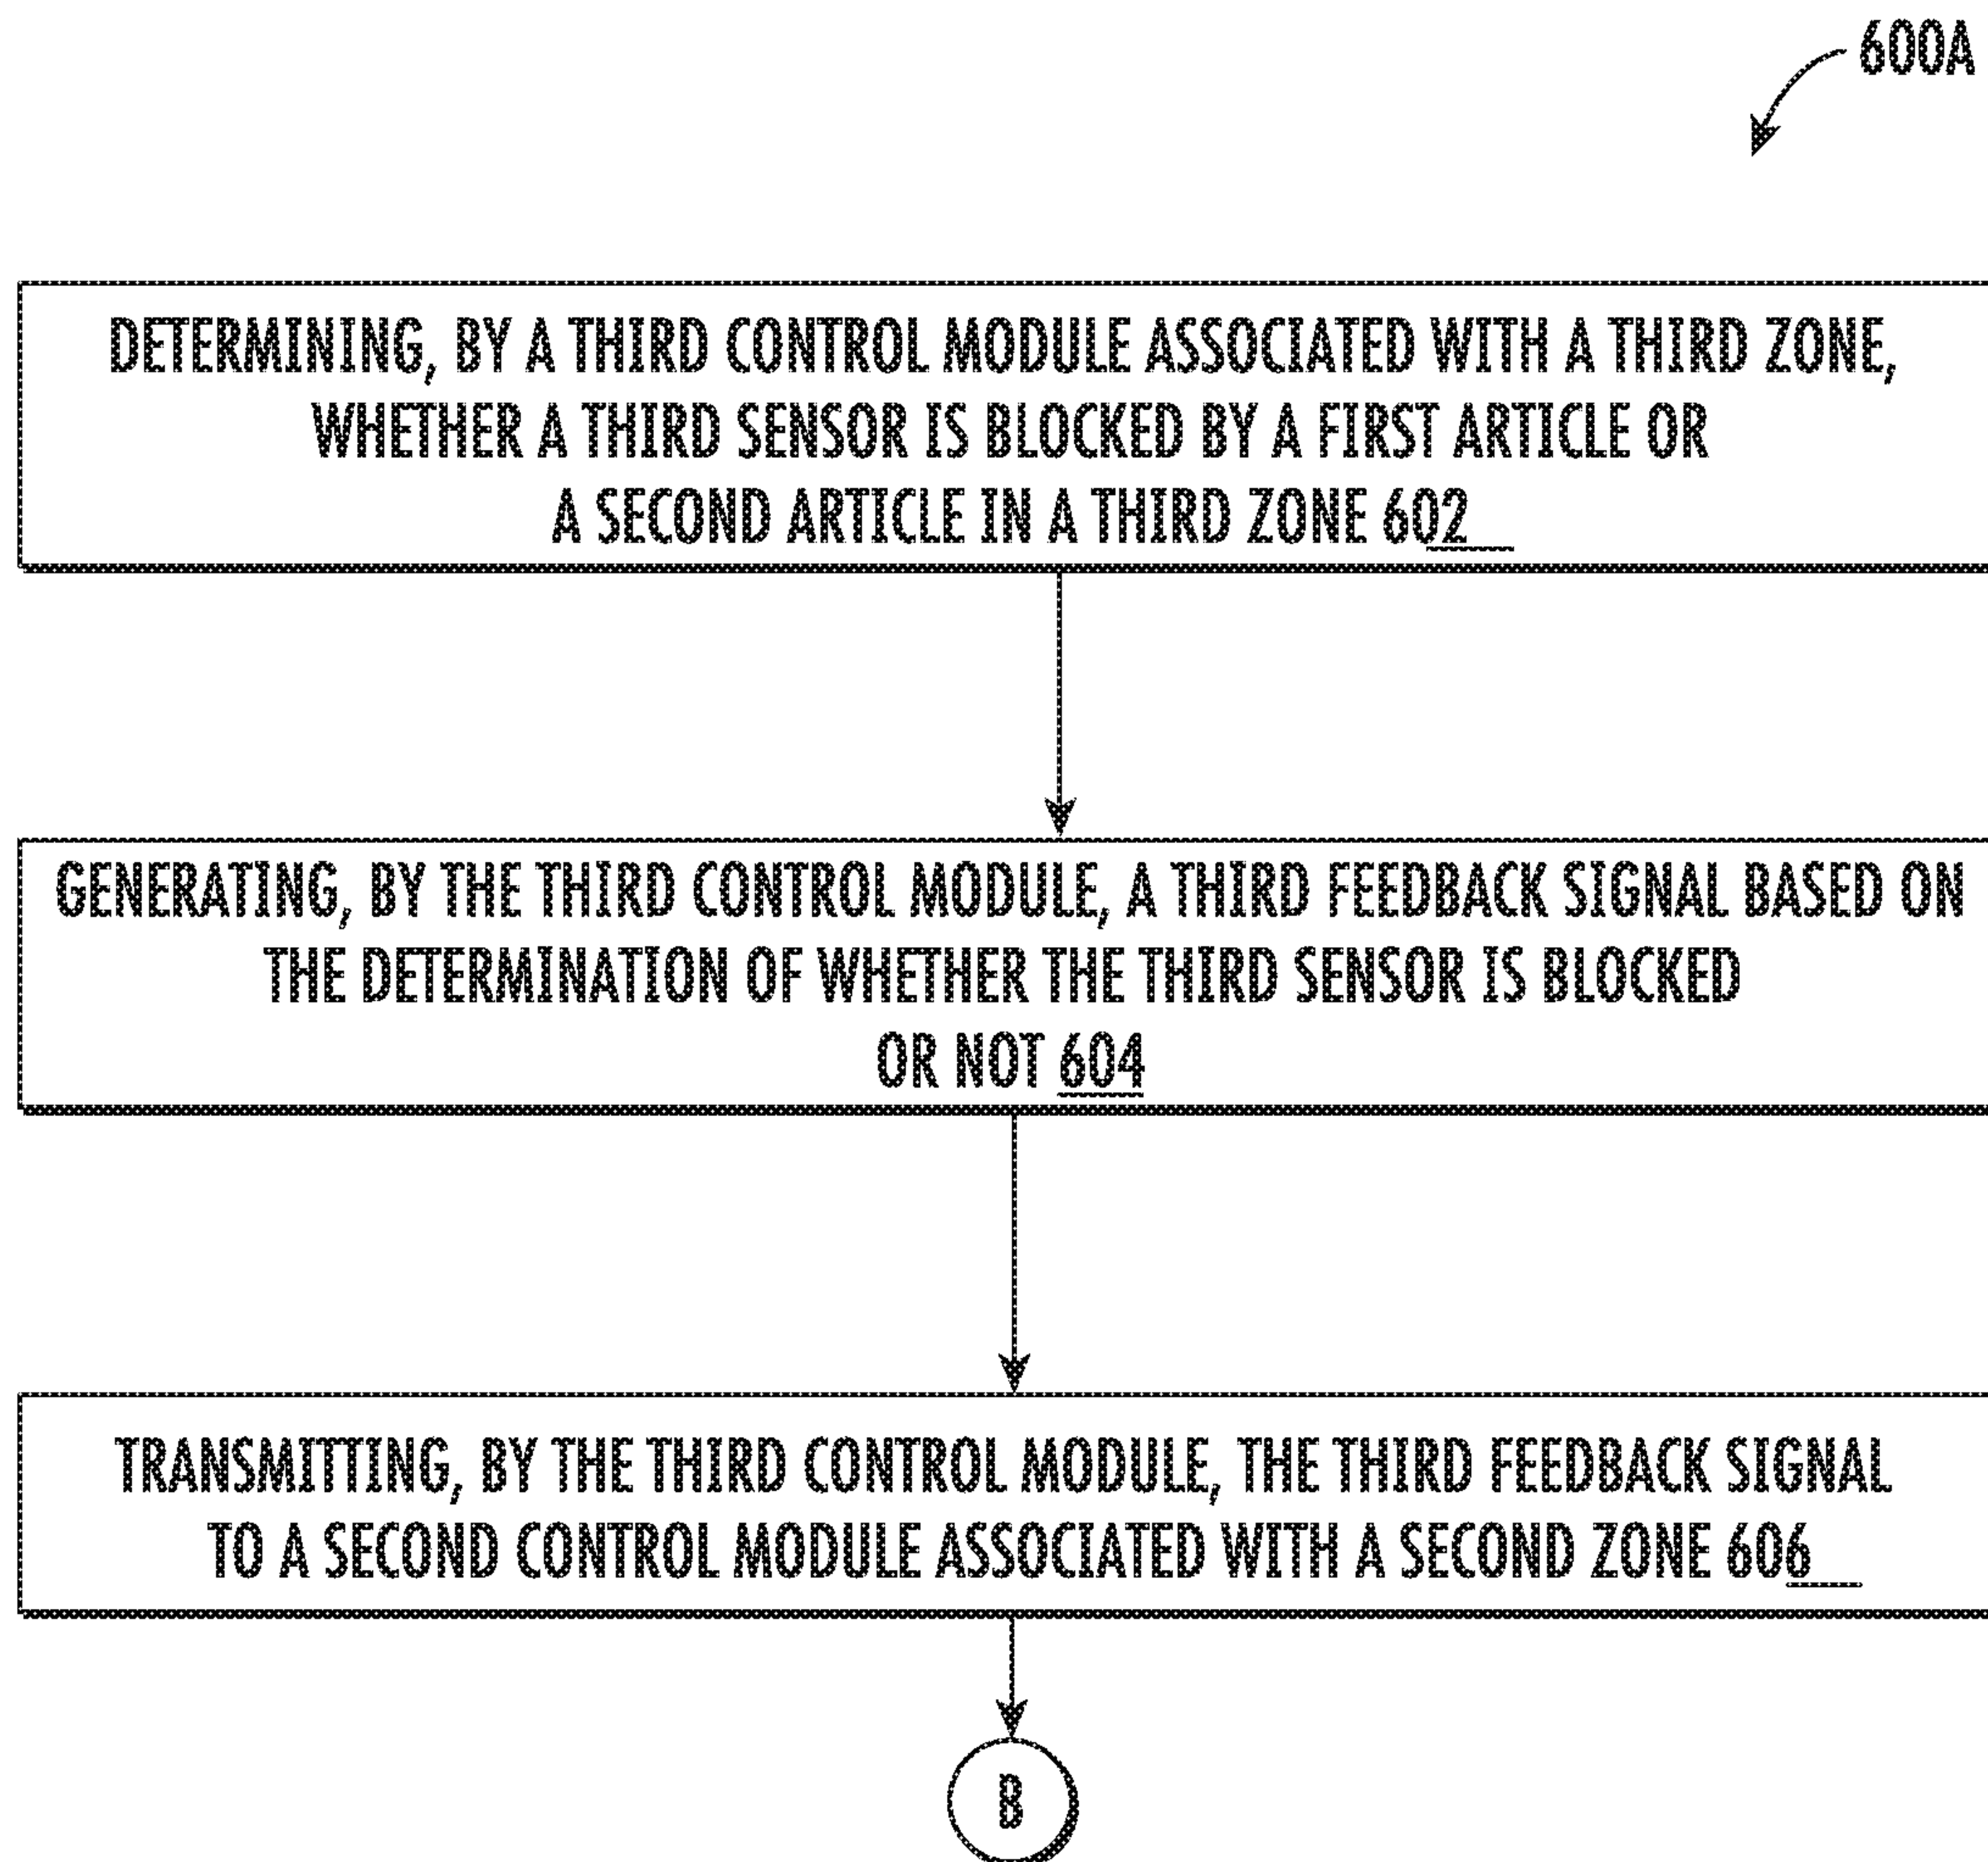 600A
DETERMINING, BY A THIRD CONTROL MODULE ASSOCIATED WITH A THIRD ZONE,
WHETHER A THIRD SENSOR IS BLOCKED BY A FIRST ARTICLE OR
A SECOND ARTICLE IN A THIRD ZONE 602
GENERATING, BY THE THIRD CONTROL MODULE, A THIRD FEEDBACK SIGNAL BASED ON
THE DETERMINATION OF WHETHER THE THIRD SENSOR IS BLOCKED
OR NOT 604
TRANSMITTING, BY THE THIRD CONTROL MODULE, THE THIRD FEEDBACK SIGNAL
TO A SECOND CONTROL MODULE ASSOCIATED WITH A SECOND ZONE 606
B